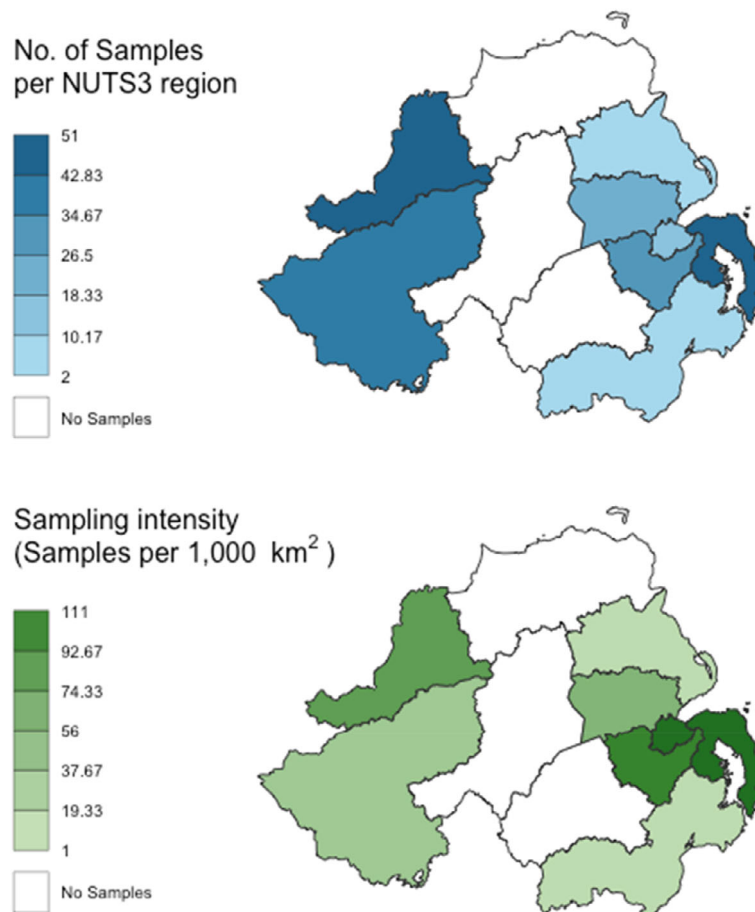 No. of Samples
per NUTS3 region
51
42.83
34.67
26.5
18.33
10.17
2
No Samples
Sampling intensity
(Samples per 1,000 km²)
111
92.67
74.33
56
37.67
19.33
1
No Samples